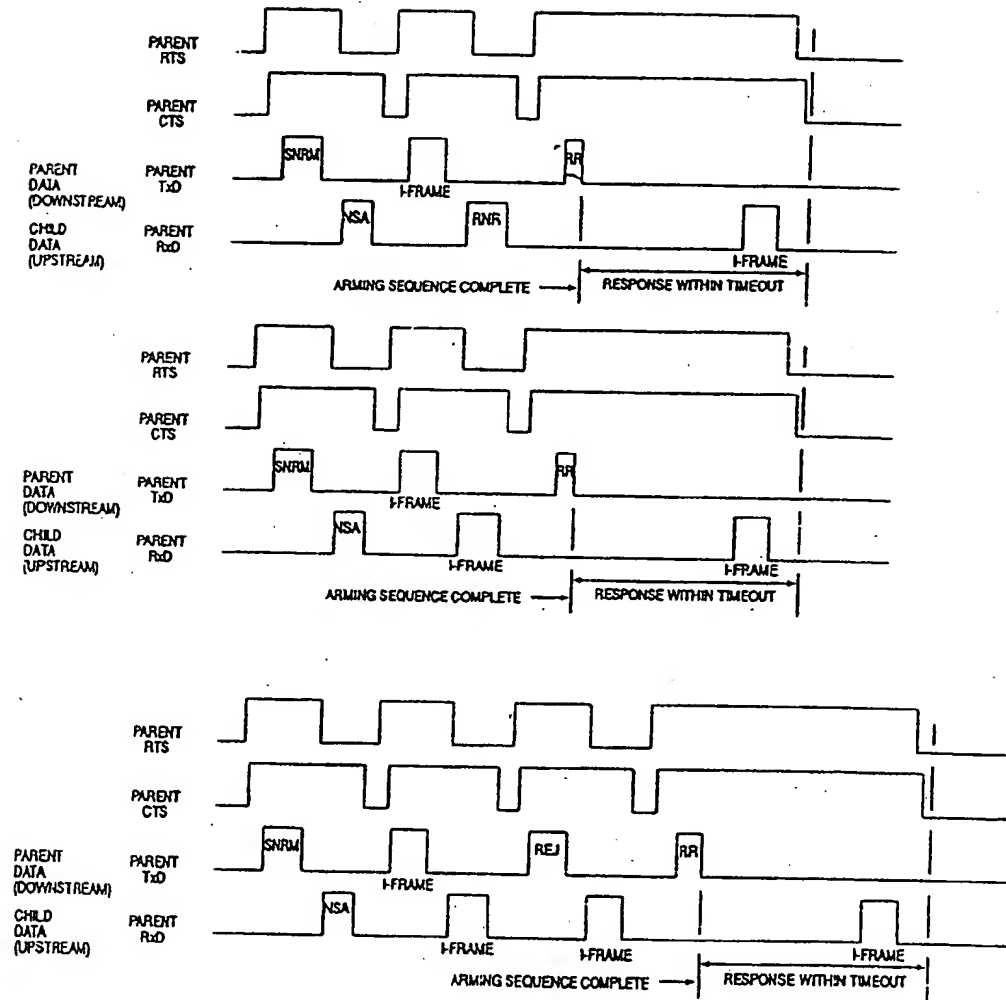 PARENT
RTS
PARENT
CTS
SNRM
RR
PARENT
DATA
(DOWNSTREAM)
PARENT
TxD
I-FRAME
NSA
RNR
CHILD
DATA
(UPSTREAM)
PARENT
RxD
I-FRAME
ARMING SEQUENCE COMPLETE
RESPONSE WITHIN TIMEOUT
PARENT
RTS
PARENT
CTS
SNRM
RR
PARENT
DATA
(DOWNSTREAM)
PARENT
TxD
I-FRAME
NSA
CHILD
DATA
(UPSTREAM)
PARENT
RxD
I-FRAME
I-FRAME
ARMING SEQUENCE COMPLETE
RESPONSE WITHIN TIMEOUT
PARENT
RTS
PARENT
CTS
SNRM
REJ
RR
PARENT
DATA
(DOWNSTREAM)
PARENT
TxD
I-FRAME
NSA
CHILD
DATA
(UPSTREAM)
PARENT
RxD
I-FRAME
I-FRAME
I-FRAME
ARMING SEQUENCE COMPLETE
RESPONSE WITHIN TIMEOUT